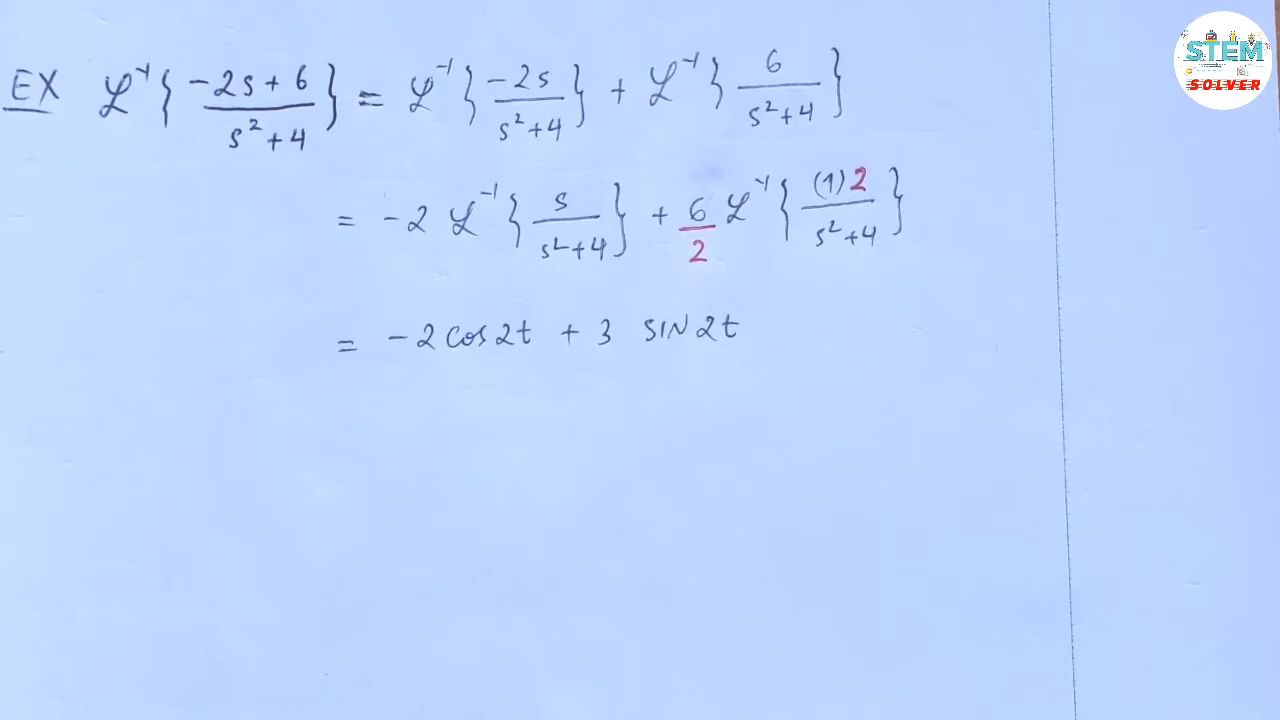 EX ℒ⁻¹{(-2s + 6)/(s² + 4)} = ℒ⁻¹{(-2s)/(s² + 4)} + ℒ⁻¹{6/(s² + 4)}
= -2 ℒ⁻¹{s/(s² + 4)} + 6/2 ℒ⁻¹{(1)2/(s² + 4)}
= -2 cos 2t + 3 SIN 2t
STEM
SOLVER